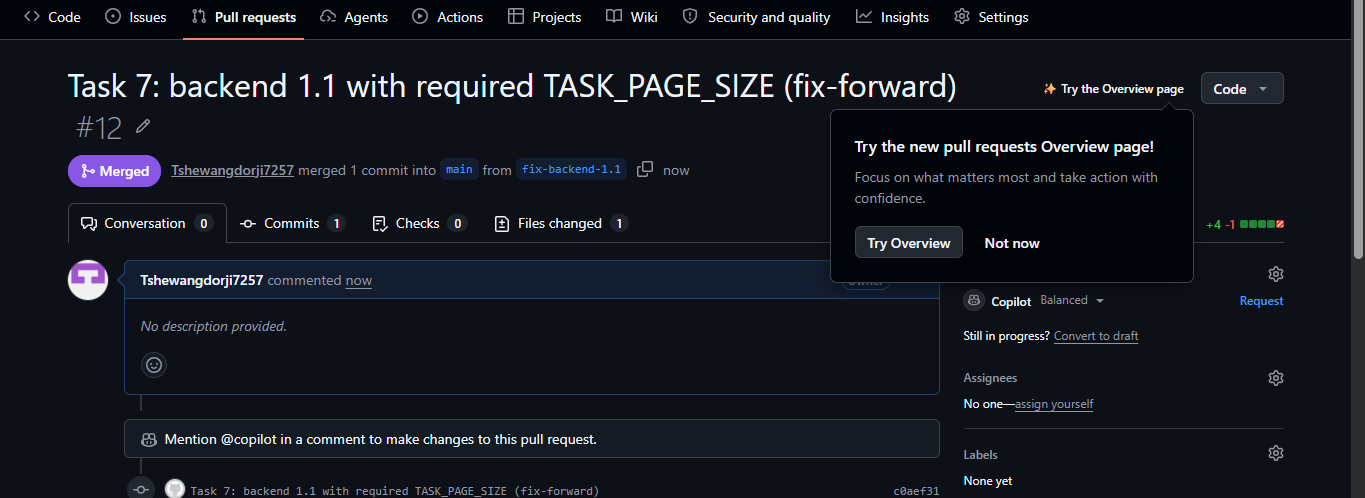 Code Issues Pull requests Agents Actions Projects Wiki Security and quality Insights Settings
Task 7: backend 1.1 with required TASK_PAGE_SIZE (fix-forward)
#12
Try the Overview page
Code
Try the new pull requests Overview page!
Focus on what matters most and take action with
confidence.
Try Overview Not now
Merged Tshewangdorji7257 merged 1 commit into main from fix-backend-1.1 now
Conversation 0 Commits 1 Checks 0 Files changed 1
+4 -1
Tshewangdorji7257 commented now
No description provided.
Mention @copilot in a comment to make changes to this pull request.
Task 7: backend 1.1 with required TASK_PAGE_SIZE (fix-forward) c0aef31
Copilot Balanced Request
Still in progress? Convert to draft
Assignees
No one—assign yourself
Labels
None yet